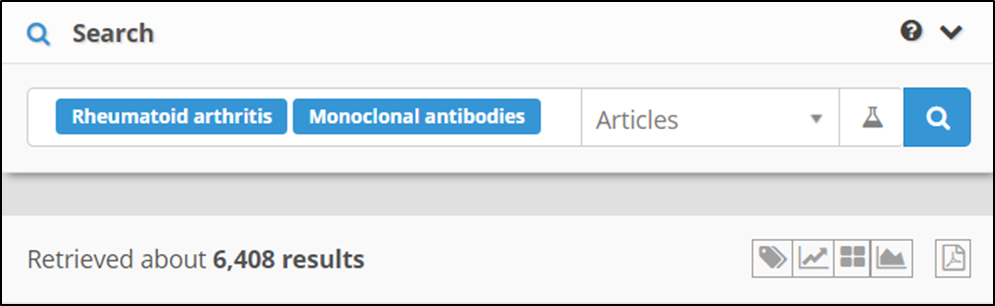 Search
Rheumatoid arthritis Monoclonal antibodies Articles
Retrieved about 6,408 results